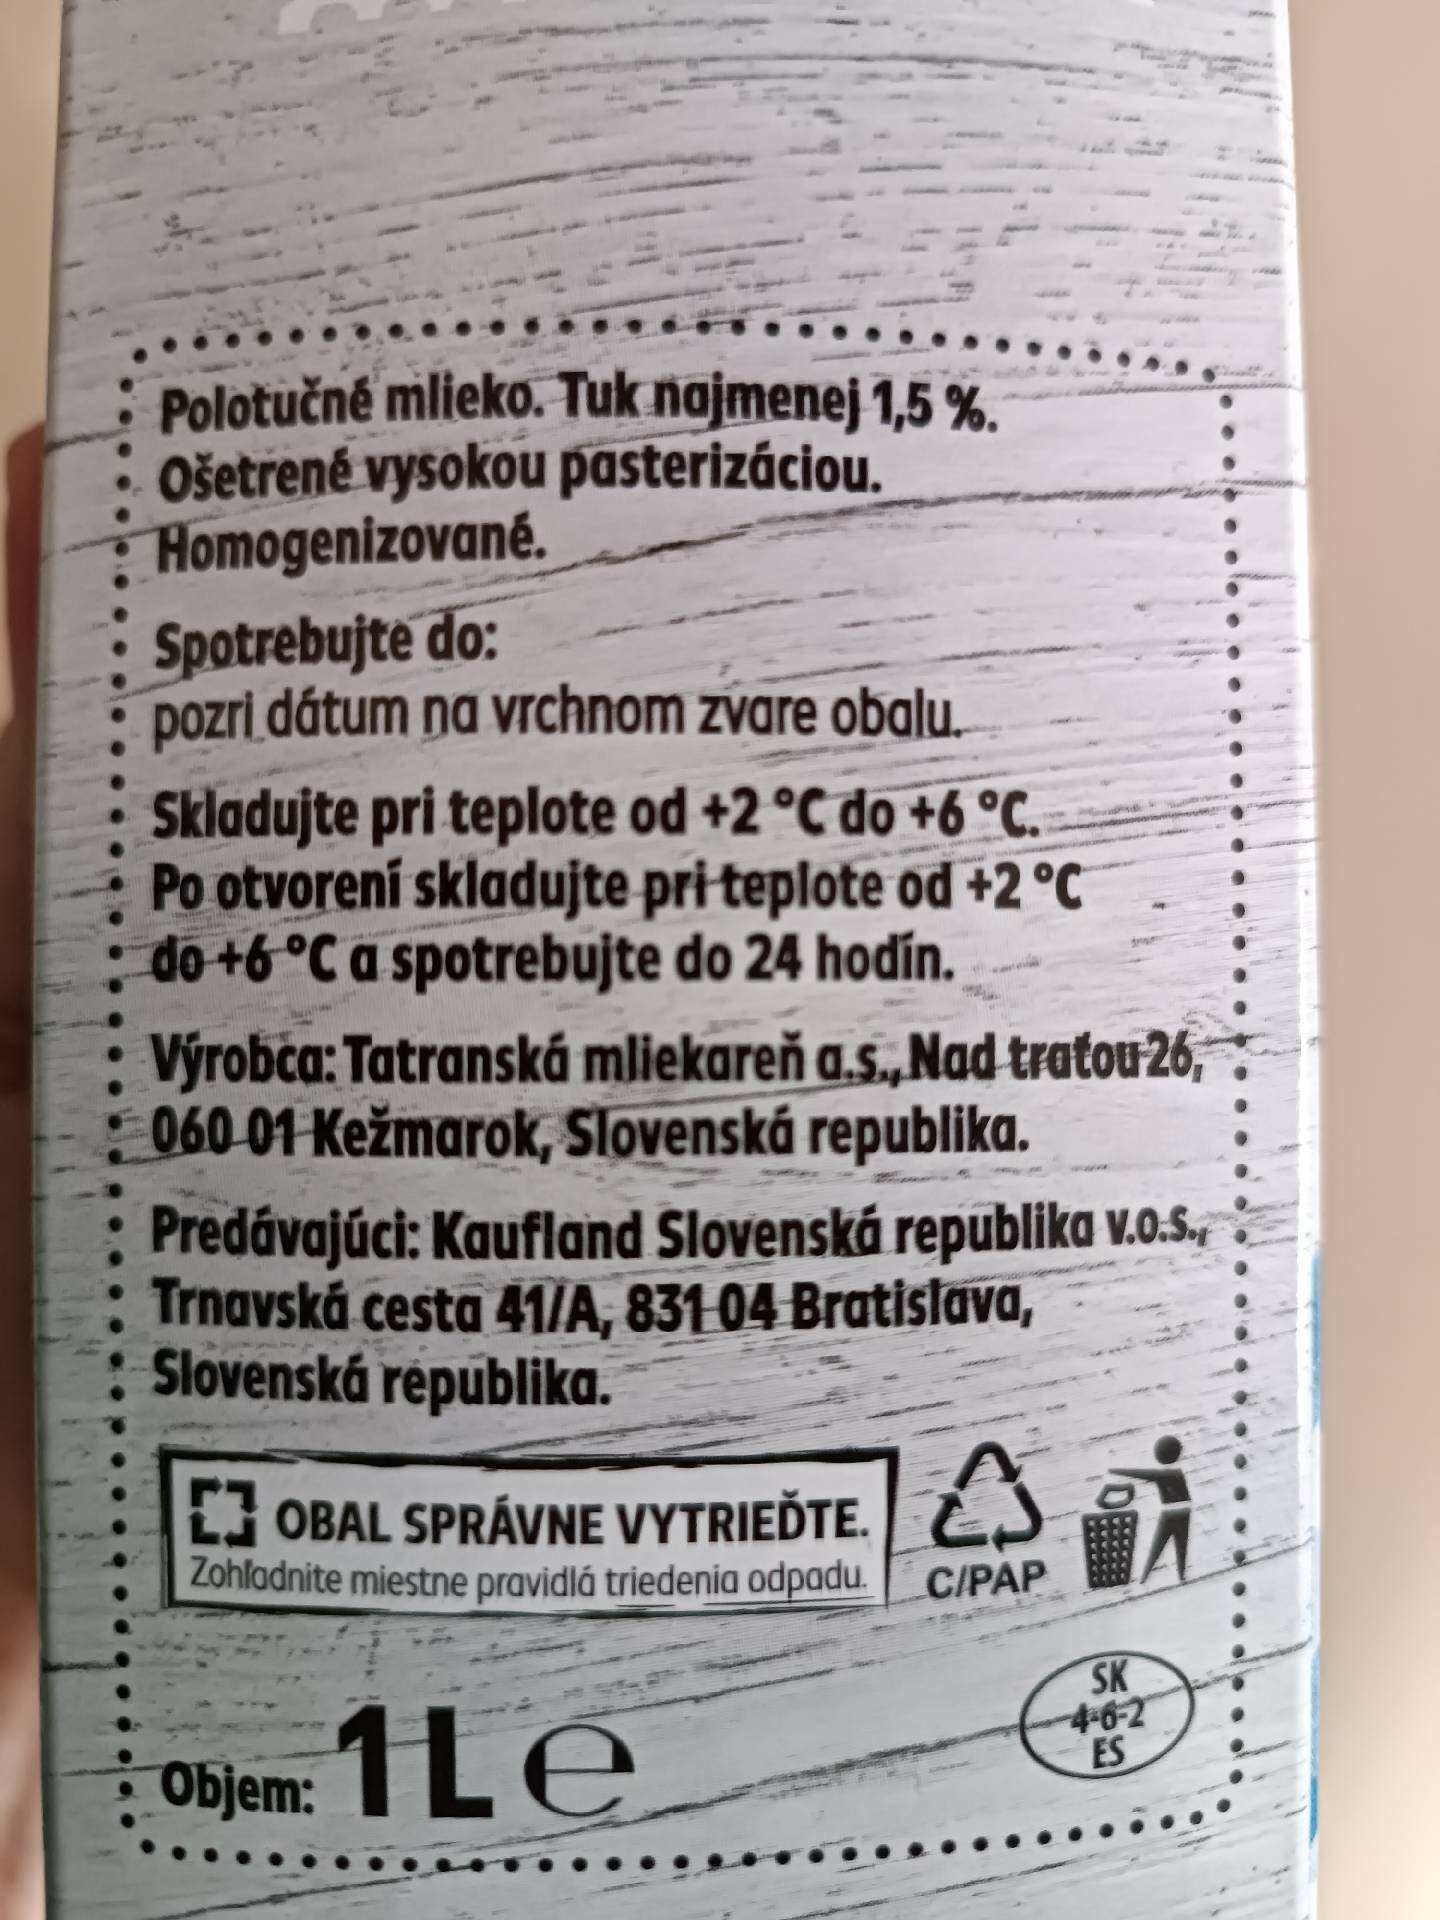 Polotučné mlieko. Tuk najmenej 1,5 %.
Ošetrené vysokou pasterizáciou.
Homogenizované.
Spotrebujte do:
pozri dátum na vrchnom zvare obalu.
Skladujte pri teplote od +2 °C do +6 °C.
Po otvorení skladujte pri teplote od +2 °C
do +6 °C a spotrebujte do 24 hodín.
Výrobca: Tatranská mliekareň a.s., Nad traťou 26,
060 01 Kežmarok, Slovenská republika.
Predávajúci: Kaufland Slovenská republika v.o.s.,
Trnavská cesta 41/A, 831 04 Bratislava,
Slovenská republika.
OBAL SPRÁVNE VYTRIEĎTE.
Zohľadnite miestne pravidlá triedenia odpadu.
C/PAP
SK
4-6-2
ES
Objem: 1 L e